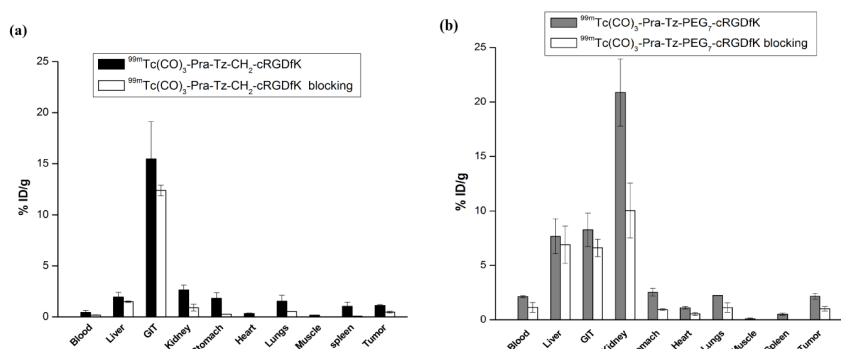 (a)
99mTc(CO)3-Pra-Tz-CH2-cRGDfK
99mTc(CO)3-Pra-Tz-CH2-cRGDfK blocking
25
20
15
10
5
0
% ID/g
Blood
Liver
GIT
Kidney
Stomach
Heart
Lungs
Muscle
spleen
Tumor
(b)
99mTc(CO)3-Pra-Tz-PEG7-cRGDfK
99mTc(CO)3-Pra-Tz-PEG7-cRGDfK blocking
25
20
15
10
5
0
% ID/g
Blood
Liver
GIT
Kidney
Heart
Lungs
Muscle
Spleen
Tumor